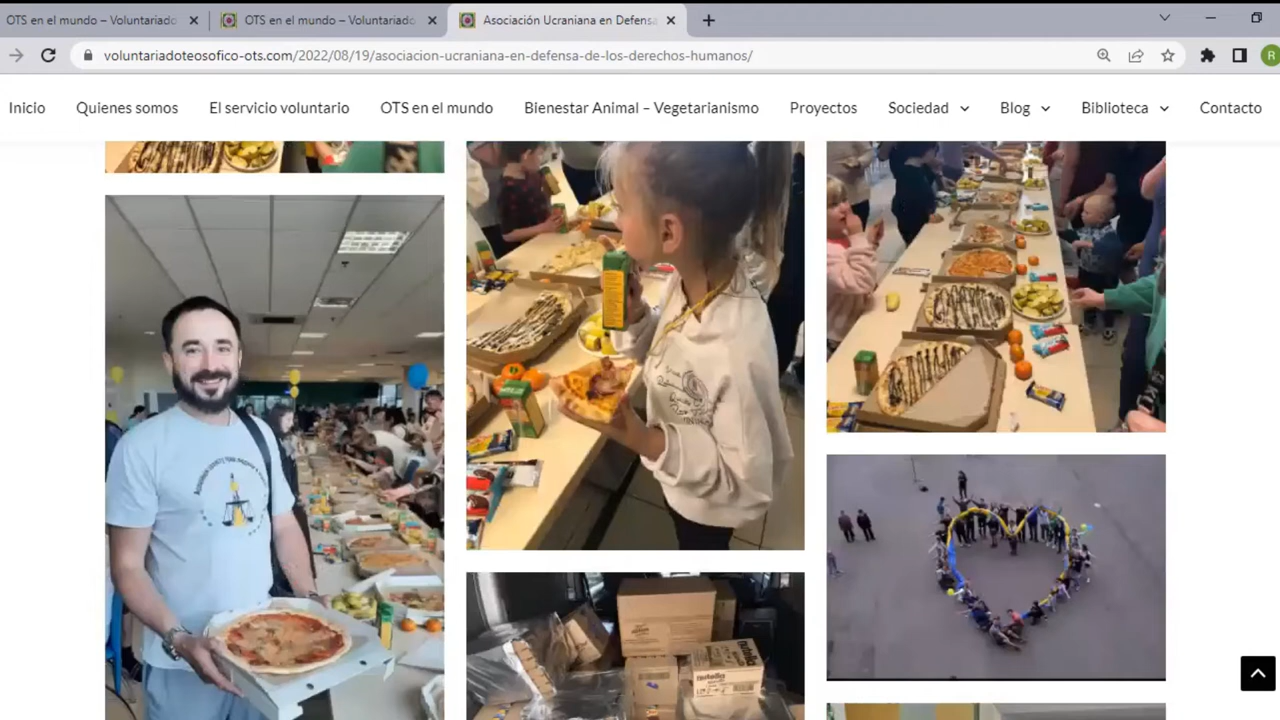 OTS en el mundo – Voluntariado
OTS en el mundo – Voluntariado
Asociación Ucraniana en Defensa
voluntariadoteosofico-ots.com/2022/08/19/asociacion-ucraniana-en-defensa-de-los-derechos-humanos/
R
Inicio
Quienes somos
El servicio voluntario
OTS en el mundo
Bienestar Animal – Vegetarianismo
Proyectos
Sociedad
Blog
Biblioteca
Contacto
nutella